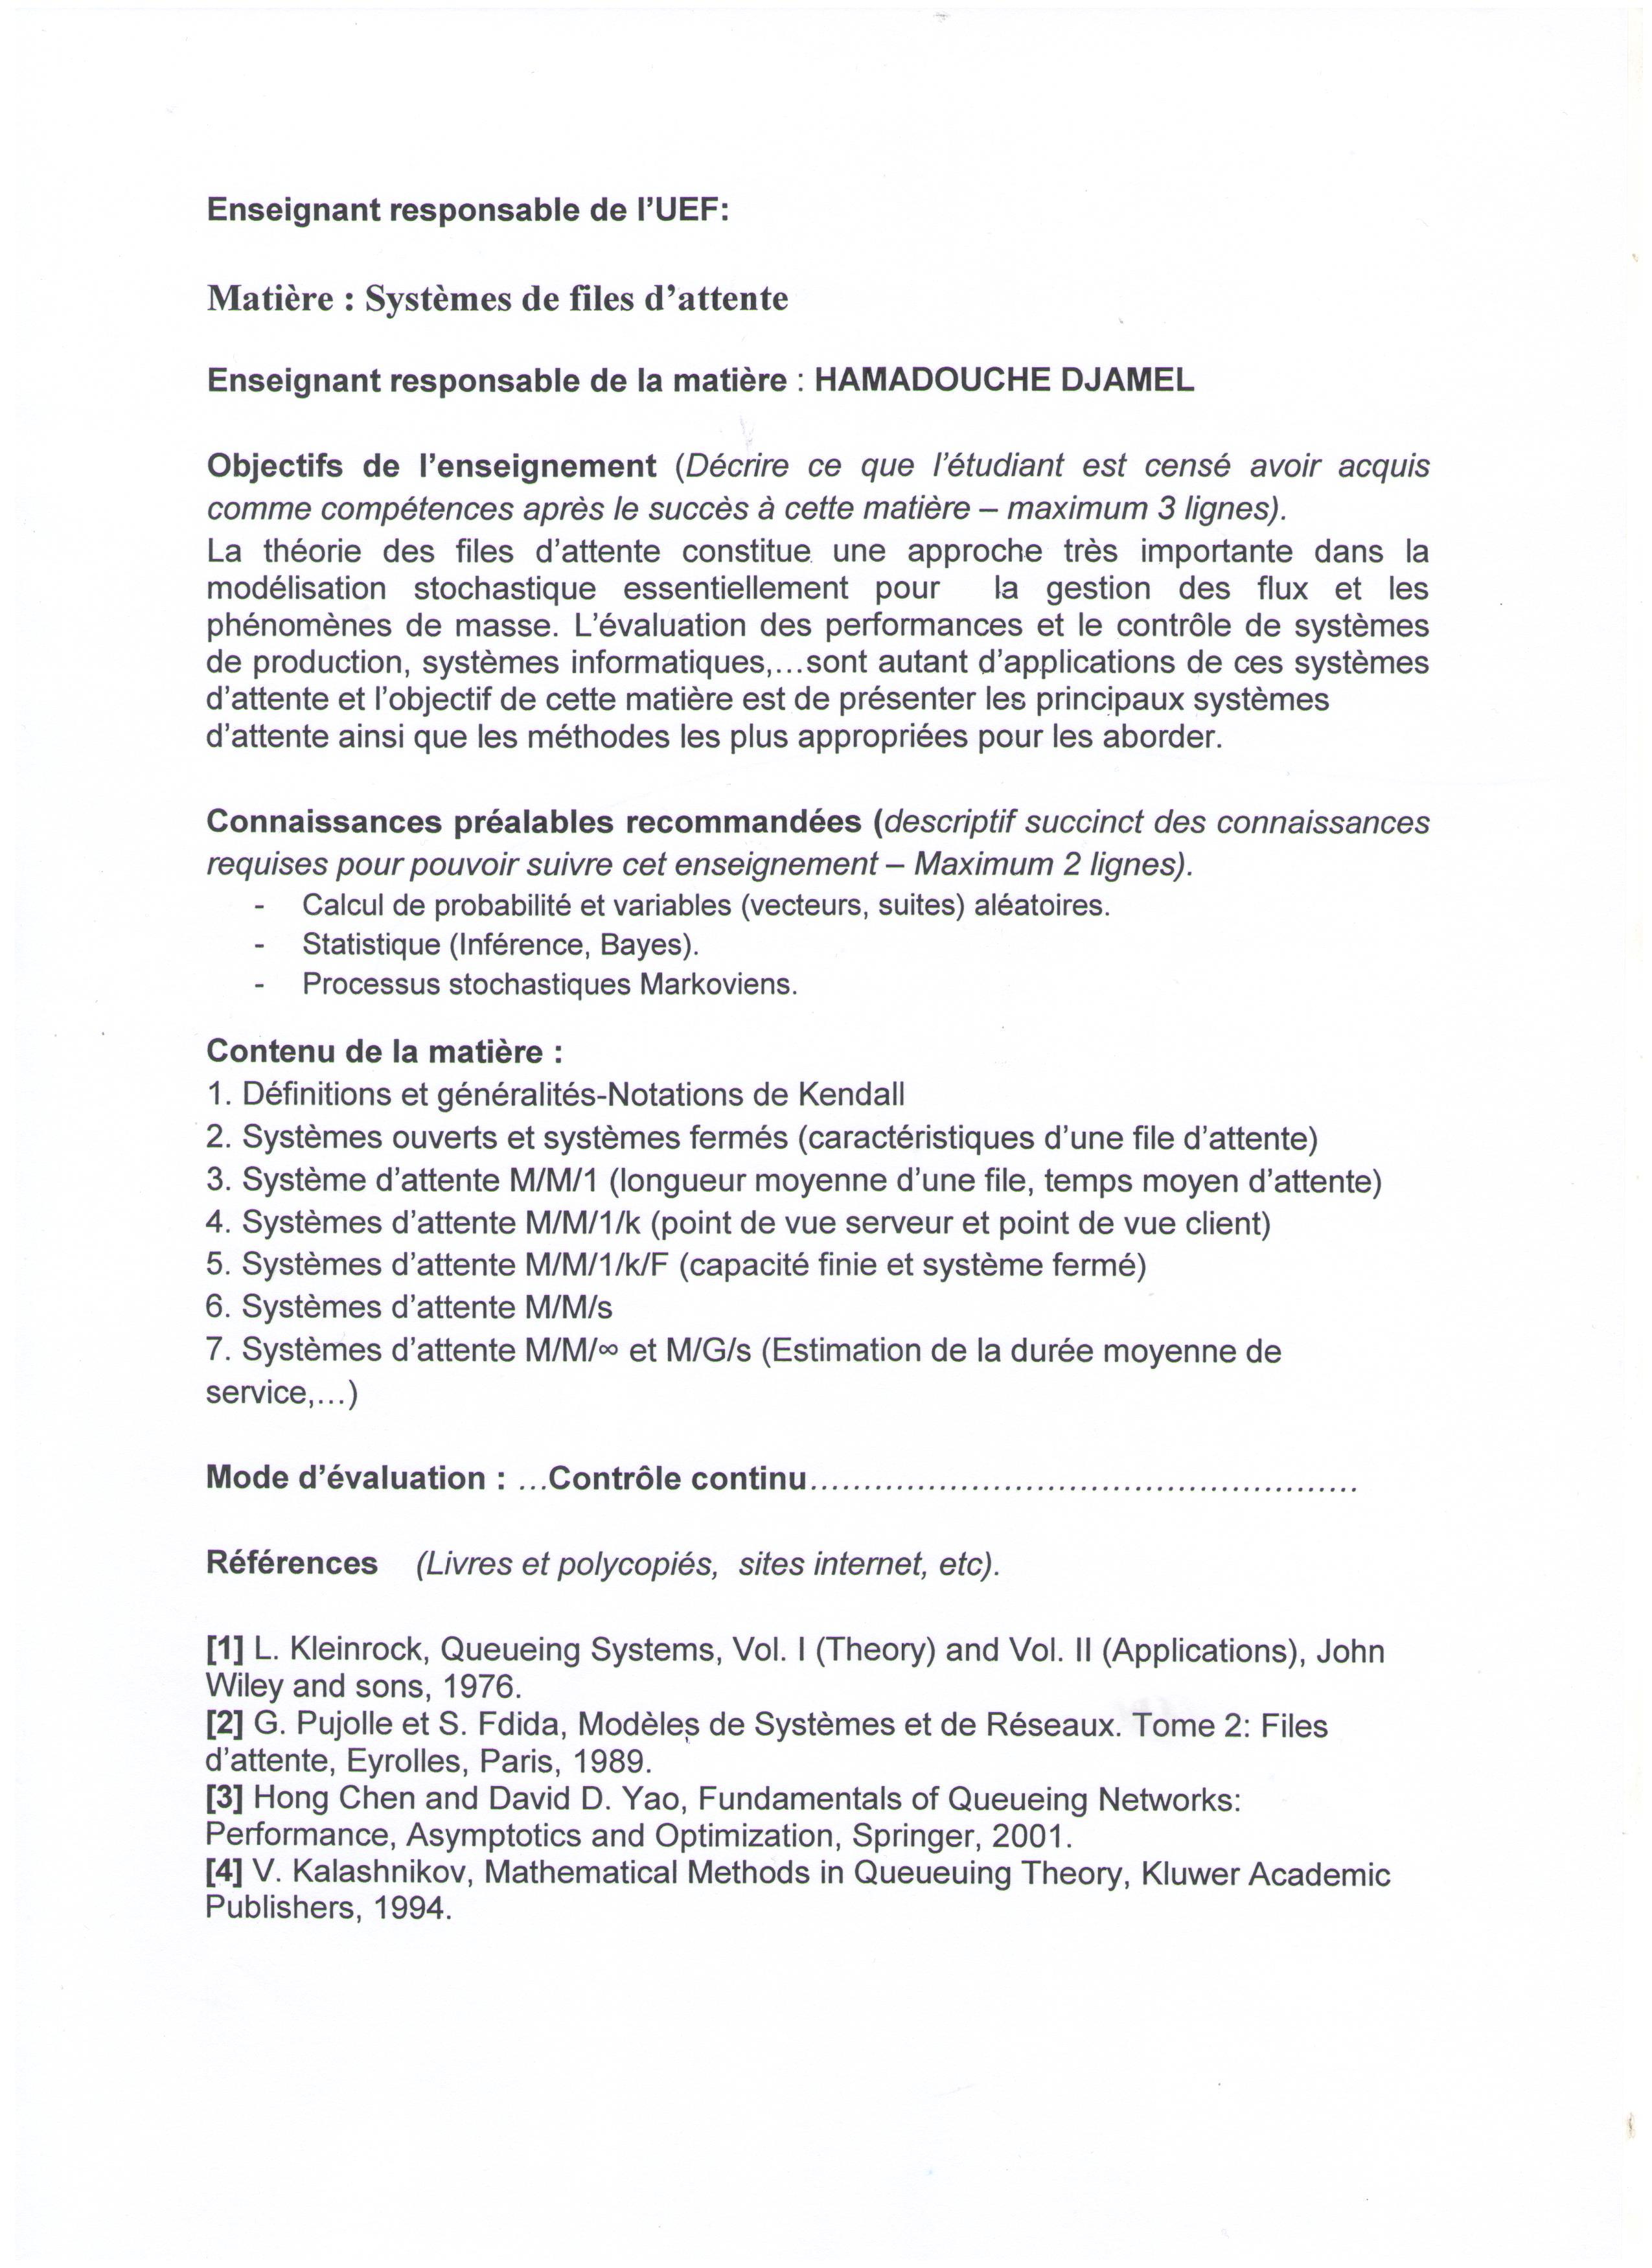 Enseignant responsable de l'UEF:
Matière : Systèmes de files d'attente
Enseignant responsable de la matière : HAMADOUCHE DJAMEL
Objectifs de l'enseignement (Décrire ce que l'étudiant est censé avoir acquis
comme compétences après le succès à cette matière – maximum 3 lignes).
La théorie des files d'attente constitue une approche très importante dans la
modélisation stochastique essentiellement pour la gestion des flux et les
phénomènes de masse. L'évaluation des performances et le contrôle de systèmes
de production, systèmes informatiques,…sont autant d'applications de ces systèmes
d'attente et l'objectif de cette matière est de présenter les principaux systèmes
d'attente ainsi que les méthodes les plus appropriées pour les aborder.
Connaissances préalables recommandées (descriptif succinct des connaissances
requises pour pouvoir suivre cet enseignement – Maximum 2 lignes).
- Calcul de probabilité et variables (vecteurs, suites) aléatoires.
- Statistique (Inférence, Bayes).
- Processus stochastiques Markoviens.
Contenu de la matière :
1. Définitions et généralités-Notations de Kendall
2. Systèmes ouverts et systèmes fermés (caractéristiques d'une file d'attente)
3. Système d'attente M/M/1 (longueur moyenne d'une file, temps moyen d'attente)
4. Systèmes d'attente M/M/1/k (point de vue serveur et point de vue client)
5. Systèmes d'attente M/M/1/k/F (capacité finie et système fermé)
6. Systèmes d'attente M/M/s
7. Systèmes d'attente M/M/∞ et M/G/s (Estimation de la durée moyenne de
service,…)
Mode d'évaluation : …Contrôle continu……………………………………………
Références (Livres et polycopiés, sites internet, etc).
[1] L. Kleinrock, Queueing Systems, Vol. I (Theory) and Vol. II (Applications), John
Wiley and sons, 1976.
[2] G. Pujolle et S. Fdida, Modèles de Systèmes et de Réseaux. Tome 2: Files
d'attente, Eyrolles, Paris, 1989.
[3] Hong Chen and David D. Yao, Fundamentals of Queueing Networks:
Performance, Asymptotics and Optimization, Springer, 2001.
[4] V. Kalashnikov, Mathematical Methods in Queueuing Theory, Kluwer Academic
Publishers, 1994.